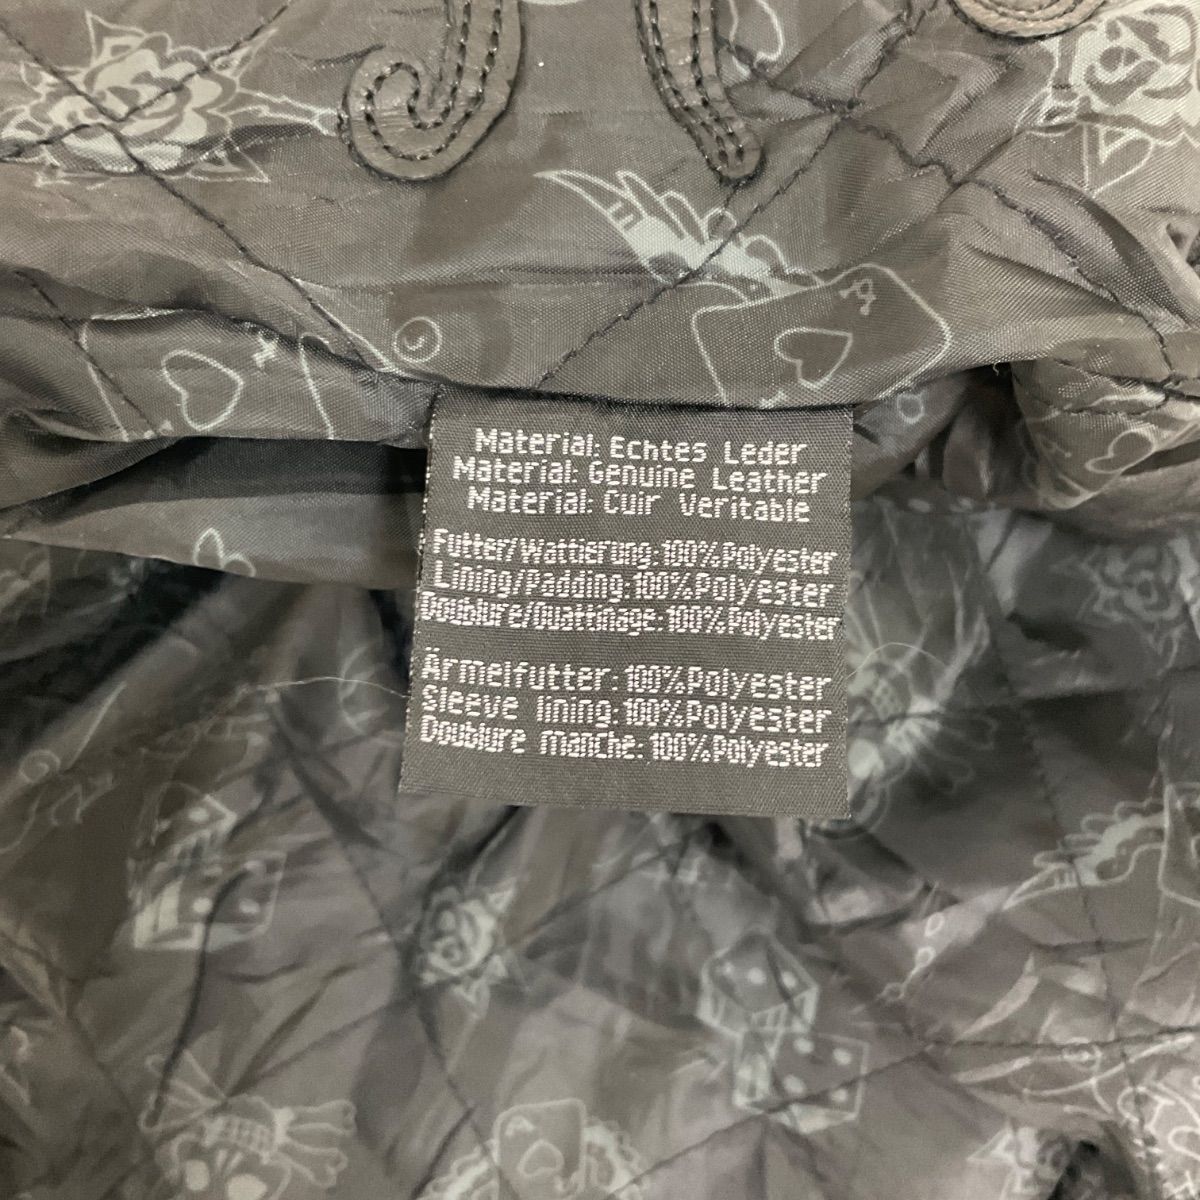 Material: Echtes Leder
Material: Genuine Leather
Material: Cuir Veritable
Futter/Wattierung: 100% Polyester
Lining/Padding: 100% Polyester
Doublure/Ouattinage: 100% Polyester
Ärmelfutter: 100% Polyester
Sleeve lining: 100% Polyester
Doublure manche: 100% Polyester